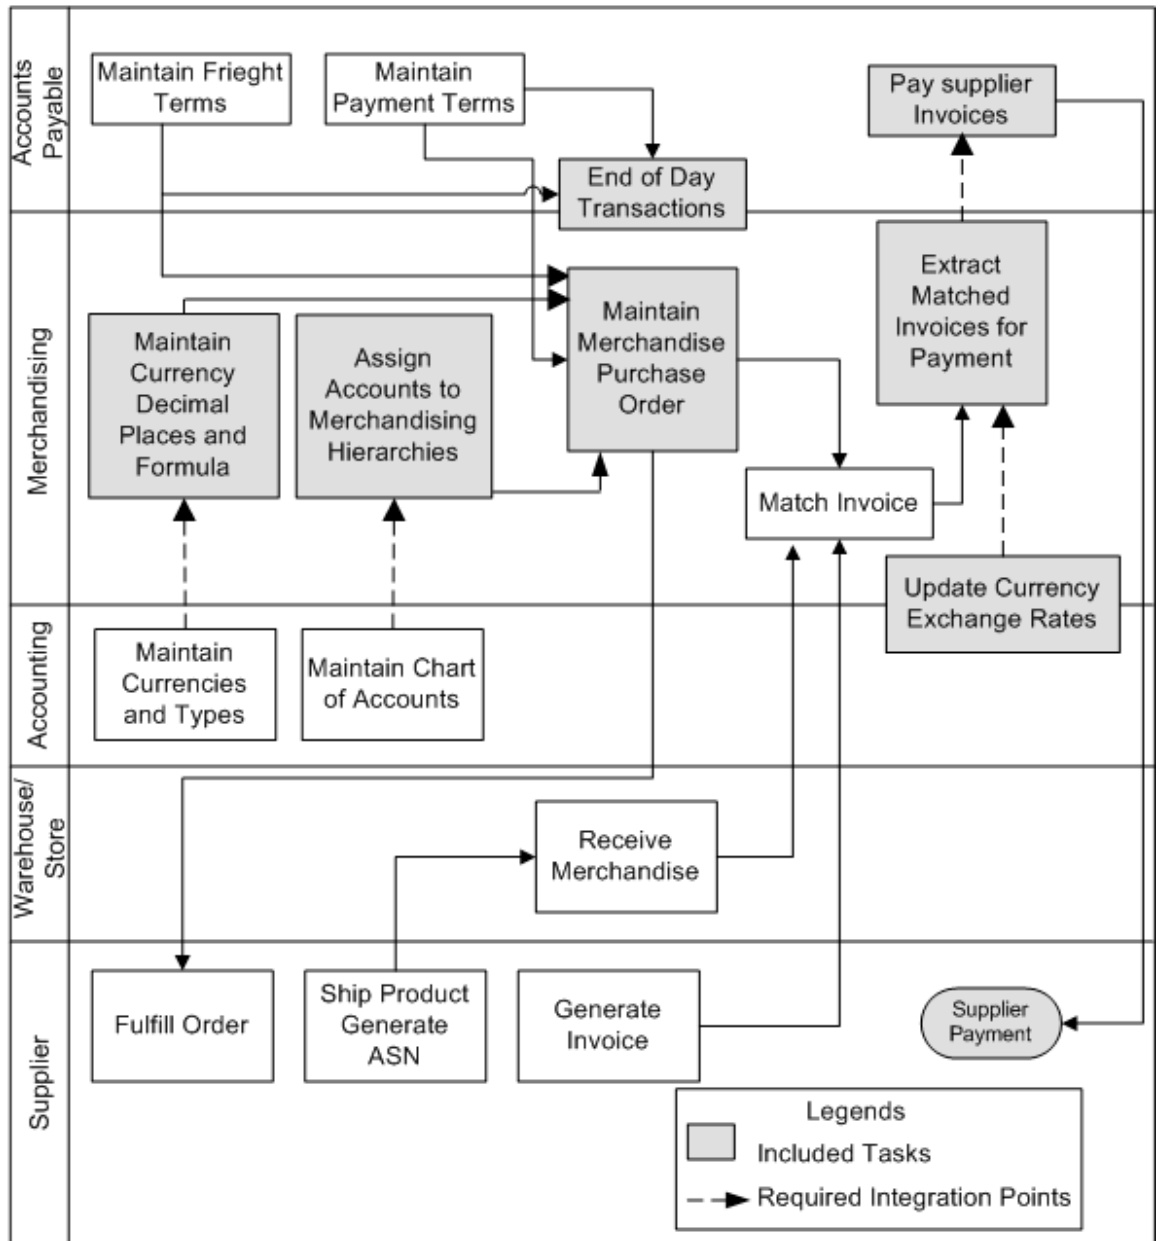 Accounts
Payable
Maintain Frieght
Terms
Maintain
Payment Terms
End of Day
Transactions
Pay supplier
Invoices
Merchandising
Maintain
Currency
Decimal
Places and
Formula
Assign
Accounts to
Merchandising
Hierarchies
Maintain
Merchandise
Purchase
Order
Extract
Matched
Invoices for
Payment
Match Invoice
Update Currency
Exchange Rates
Accounting
Maintain
Currencies
and Types
Maintain Chart
of Accounts
Warehouse/
Store
Receive
Merchandise
Supplier
Fulfill Order
Ship Product
Generate
ASN
Generate
Invoice
Supplier
Payment
Legends
Included Tasks
Required Integration Points